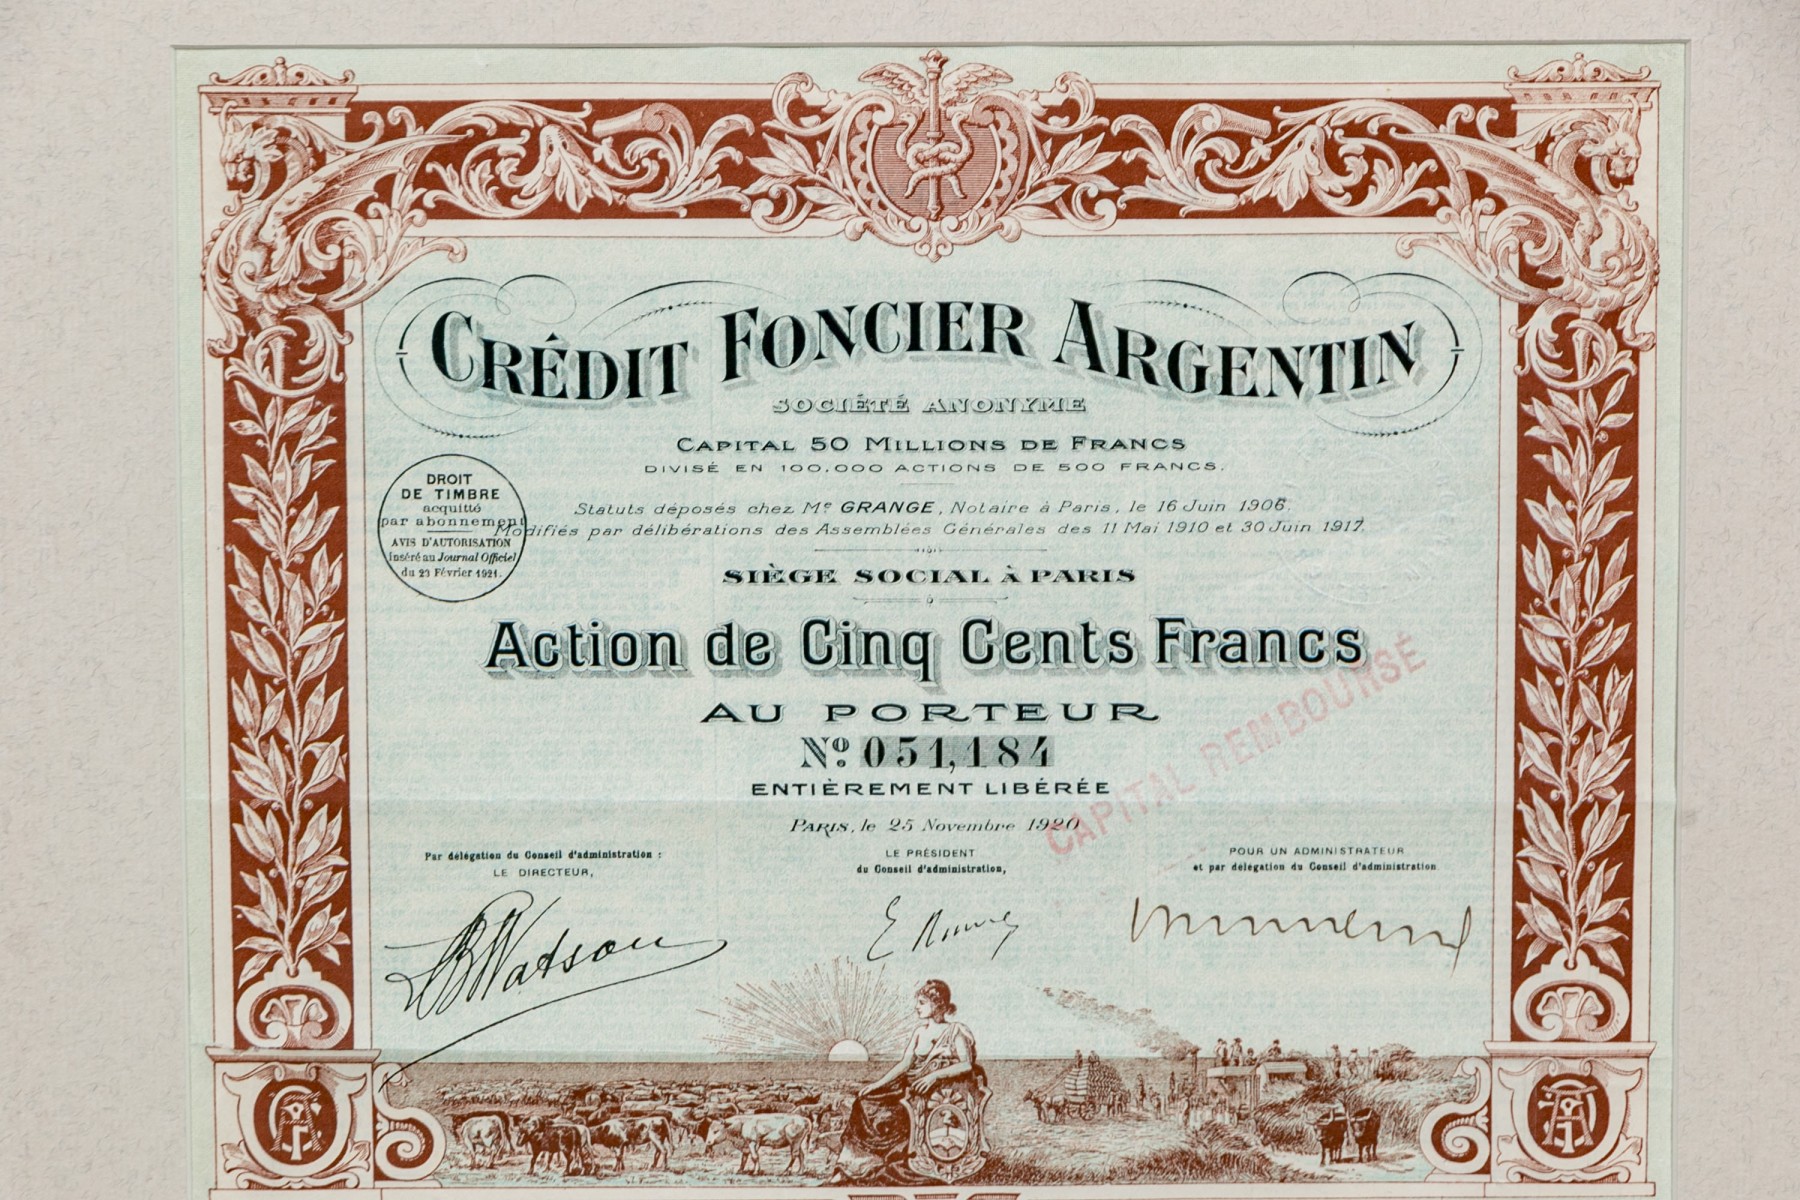 CRÉDIT FONCIER ARGENTIN
SOCIÉTÉ ANONYME
CAPITAL 50 MILLIONS DE FRANCS
DIVISÉ EN 100.000 ACTIONS DE 500 FRANCS.
DROIT
DE TIMBRE
acquitté
par abonnement
AVIS D'AUTORISATION
inséré au Journal Officiel
du 23 Février 1921.
Statuts déposés chez Me GRANGE, Notaire à Paris, le 16 Juin 1906.
Modifiés par délibérations des Assemblées Générales des 11 Mai 1910 et 30 Juin 1917.
SIÈGE SOCIAL À PARIS
Action de Cinq Cents Francs
AU PORTEUR
No. 051,184
ENTIÈREMENT LIBÉRÉE
CAPITAL REMBOURSÉ
PARIS, le 25 Novembre 1920
Par délégation du Conseil d'administration :
LE DIRECTEUR,
LE PRÉSIDENT
du Conseil d'administration,
POUR UN ADMINISTRATEUR
et par délégation du Conseil d'administration
Watson